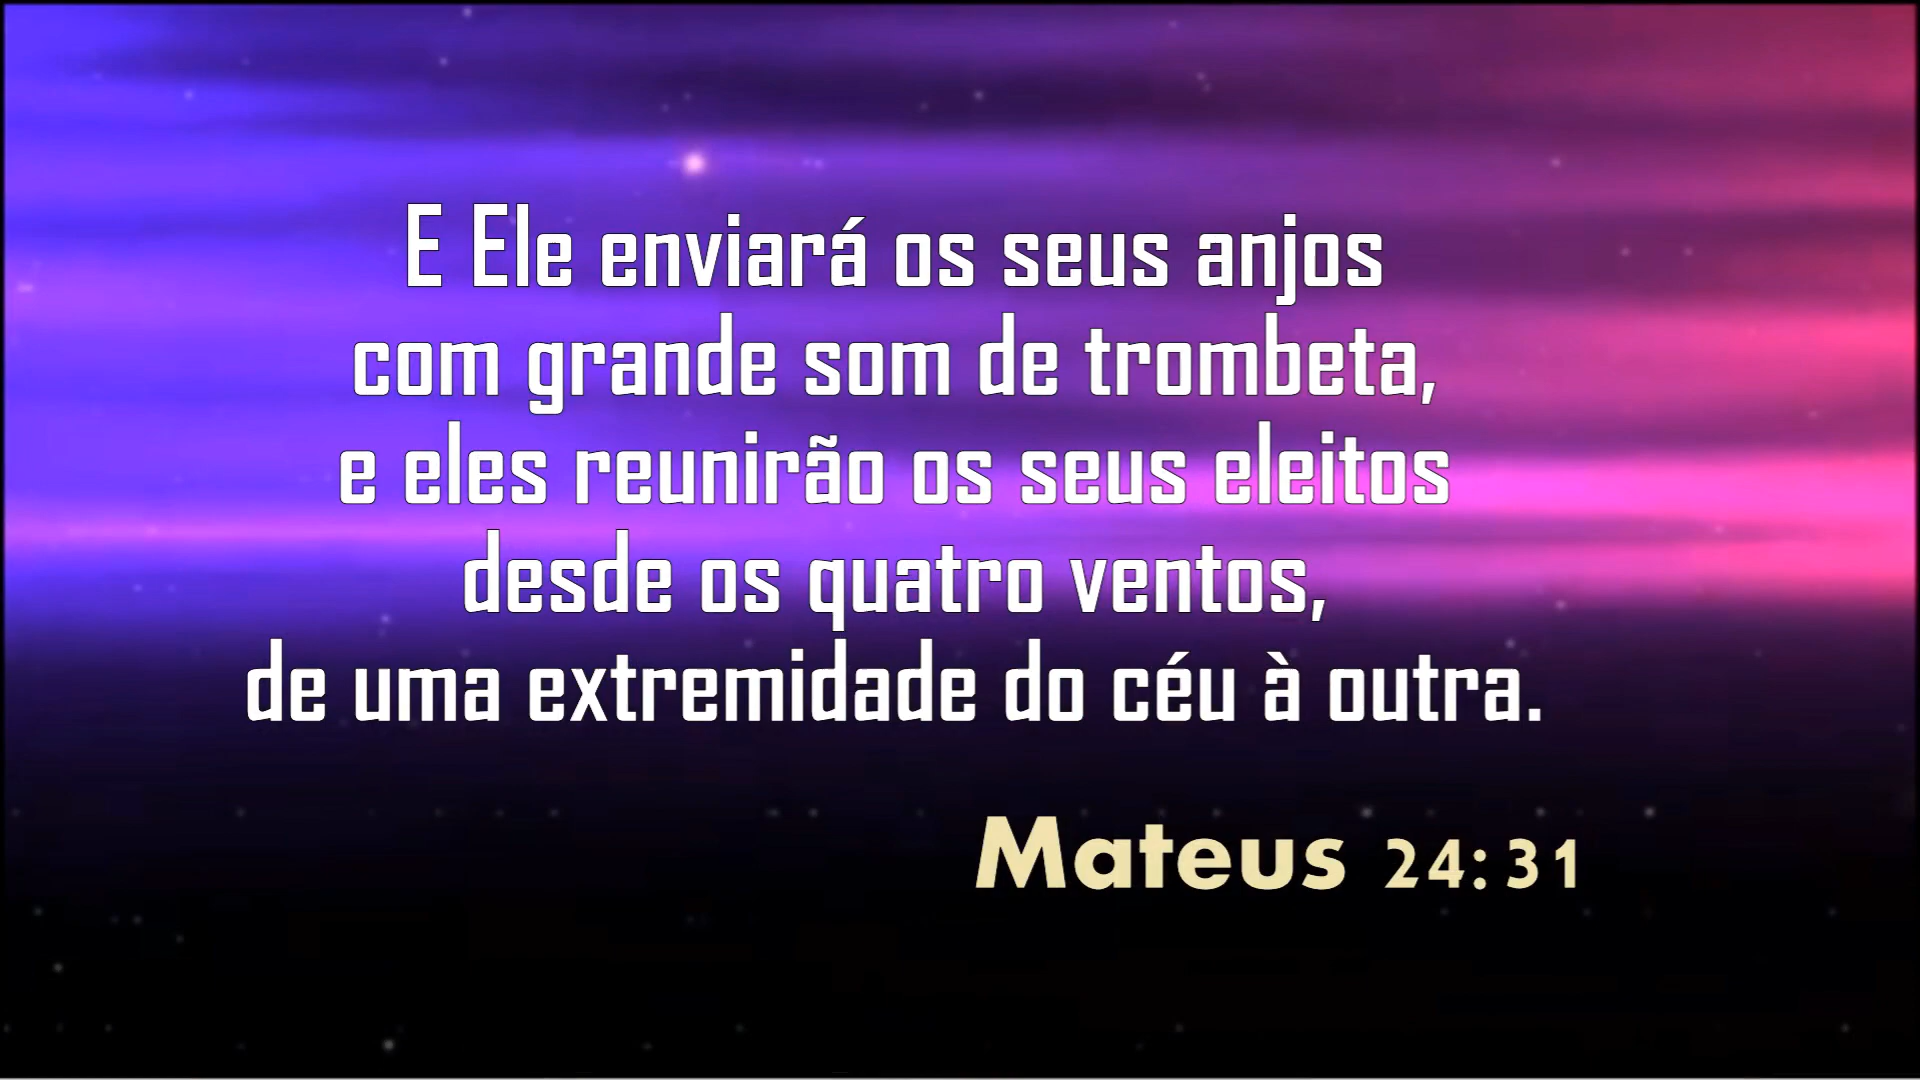 E Ele enviará os seus anjos
com grande som de trombeta,
e eles reunirão os seus eleitos
desde os quatro ventos,
de uma extremidade do céu à outra.
Mateus 24:31